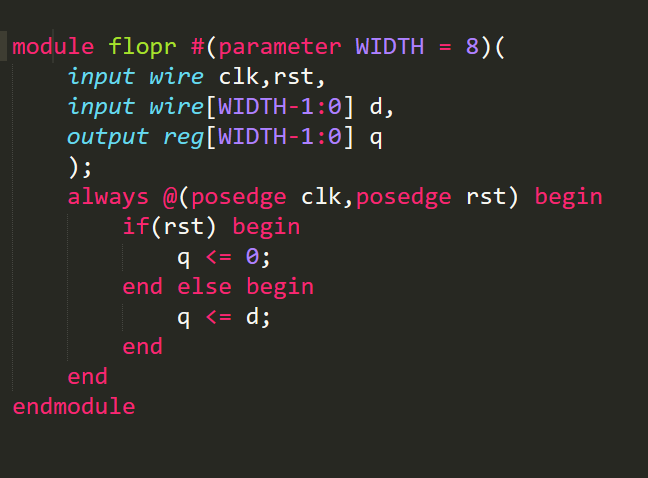 module flopr #(parameter WIDTH = 8)(
    input wire clk,rst,
    input wire[WIDTH-1:0] d,
    output reg[WIDTH-1:0] q
    );
    always @(posedge clk,posedge rst) begin
        if(rst) begin
            q <= 0;
        end else begin
            q <= d;
        end
    end
endmodule